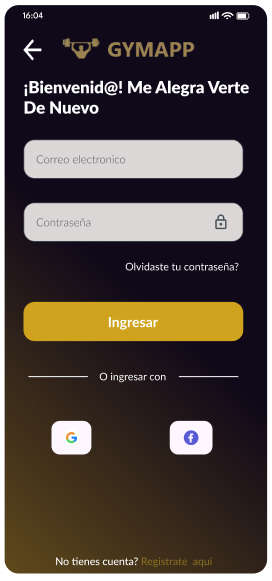 16:04
GYMAPP
¡Bienvenid@! Me Alegra Verte
De Nuevo
Correo electronico
Contraseña
Olvidaste tu contraseña?
Ingresar
O ingresar con
No tienes cuenta? Registrate aqui